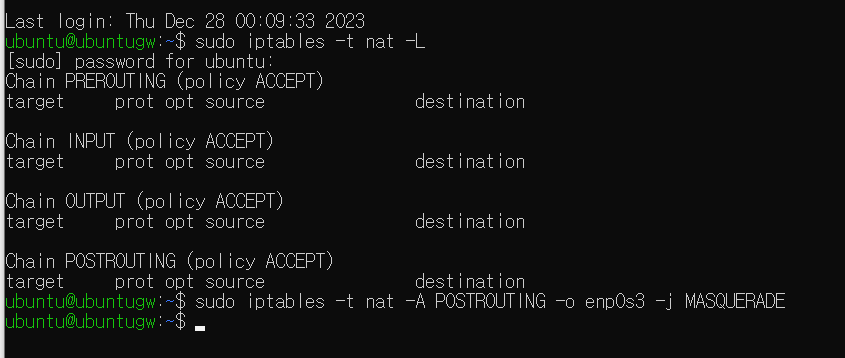 Last login: Thu Dec 28 00:09:33 2023
ubuntu@ubuntugw:~$ sudo iptables -t nat -L
[sudo] password for ubuntu:
Chain PREROUTING (policy ACCEPT)
target     prot opt source               destination

Chain INPUT (policy ACCEPT)
target     prot opt source               destination

Chain OUTPUT (policy ACCEPT)
target     prot opt source               destination

Chain POSTROUTING (policy ACCEPT)
target     prot opt source               destination
ubuntu@ubuntugw:~$ sudo iptables -t nat -A POSTROUTING -o enp0s3 -j MASQUERADE
ubuntu@ubuntugw:~$